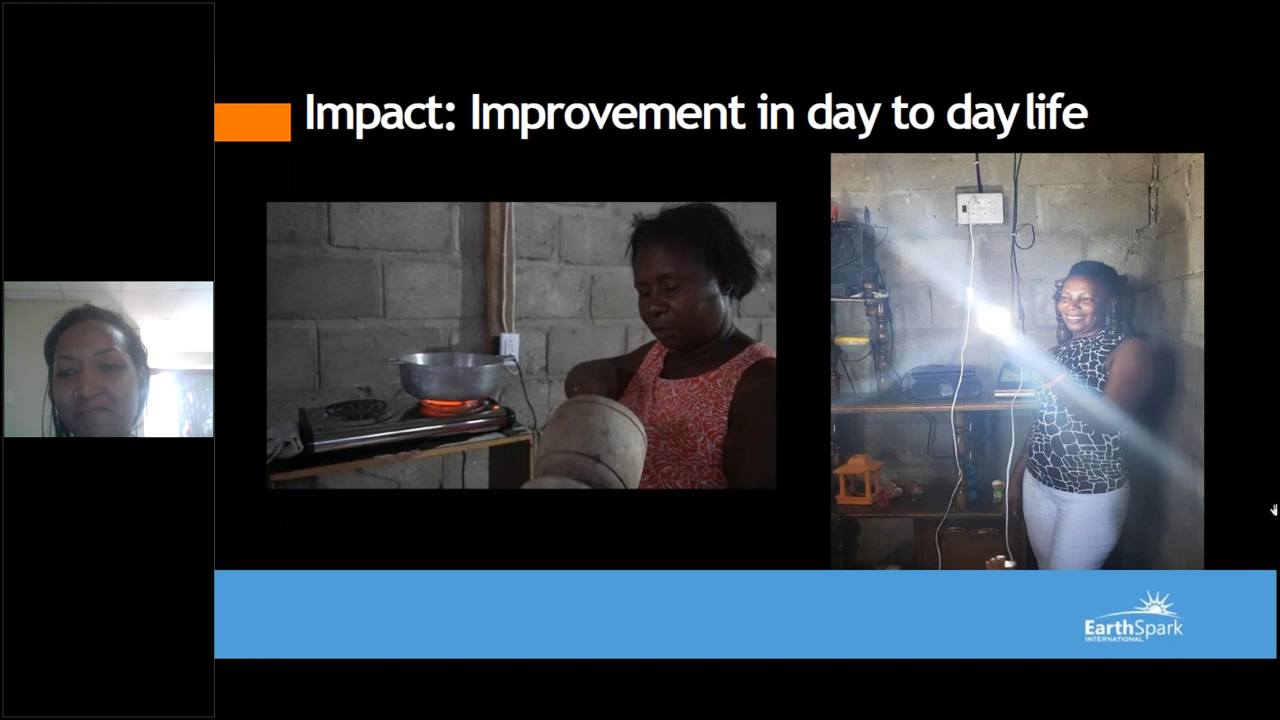 Impact: Improvement in day to day life
EarthSpark
INTERNATIONAL